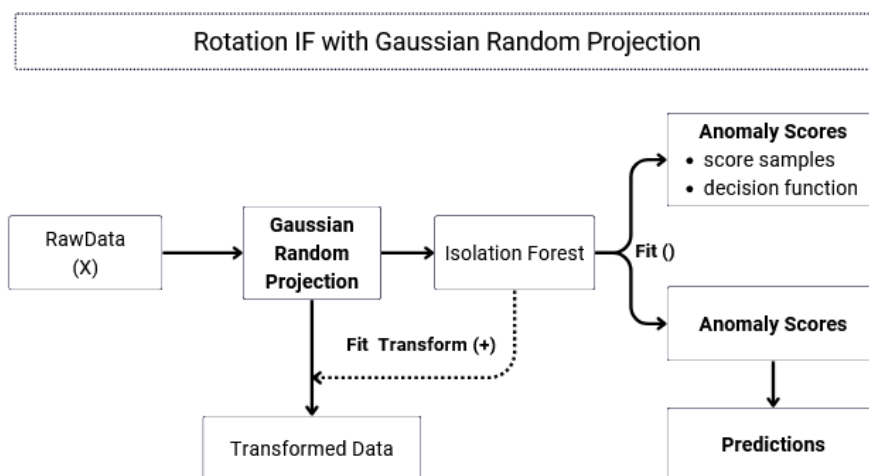 Rotation IF with Gaussian Random Projection
Anomaly Scores
• score samples
• decision function
RawData
(X)
Gaussian
Random
Projection
Isolation Forest
Fit ()
Anomaly Scores
Fit Transform (+)
Transformed Data
Predictions